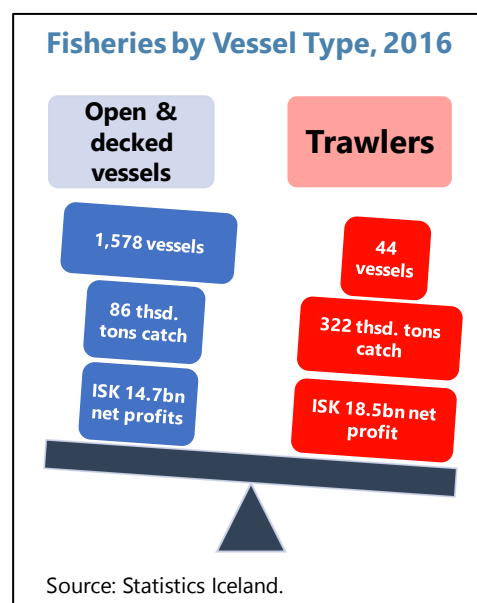 Fisheries by Vessel Type, 2016
Open &
decked
vessels
Trawlers
1,578 vessels
86 thsd.
tons catch
ISK 14.7bn
net profits
44
vessels
322 thsd. tons
catch
ISK 18.5bn net
profit
Source: Statistics Iceland.